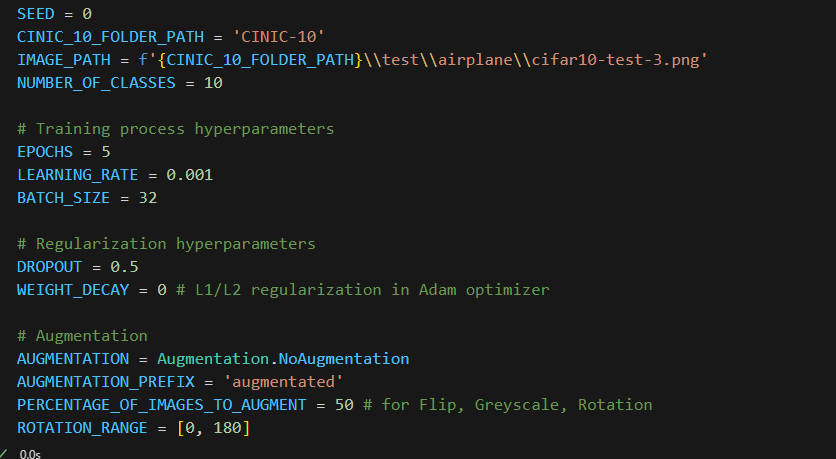 SEED = 0
CINIC_10_FOLDER_PATH = 'CINIC-10'
IMAGE_PATH = f'{CINIC_10_FOLDER_PATH}\\test\\airplane\\cifar10-test-3.png'
NUMBER_OF_CLASSES = 10
# Training process hyperparameters
EPOCHS = 5
LEARNING_RATE = 0.001
BATCH_SIZE = 32
# Regularization hyperparameters
DROPOUT = 0.5
WEIGHT_DECAY = 0 # L1/L2 regularization in Adam optimizer
# Augmentation
AUGMENTATION = Augmentation.NoAugmentation
AUGMENTATION_PREFIX = 'augmentated'
PERCENTAGE_OF_IMAGES_TO_AUGMENT = 50 # for Flip, Greyscale, Rotation
ROTATION_RANGE = [0, 180]
0.0s